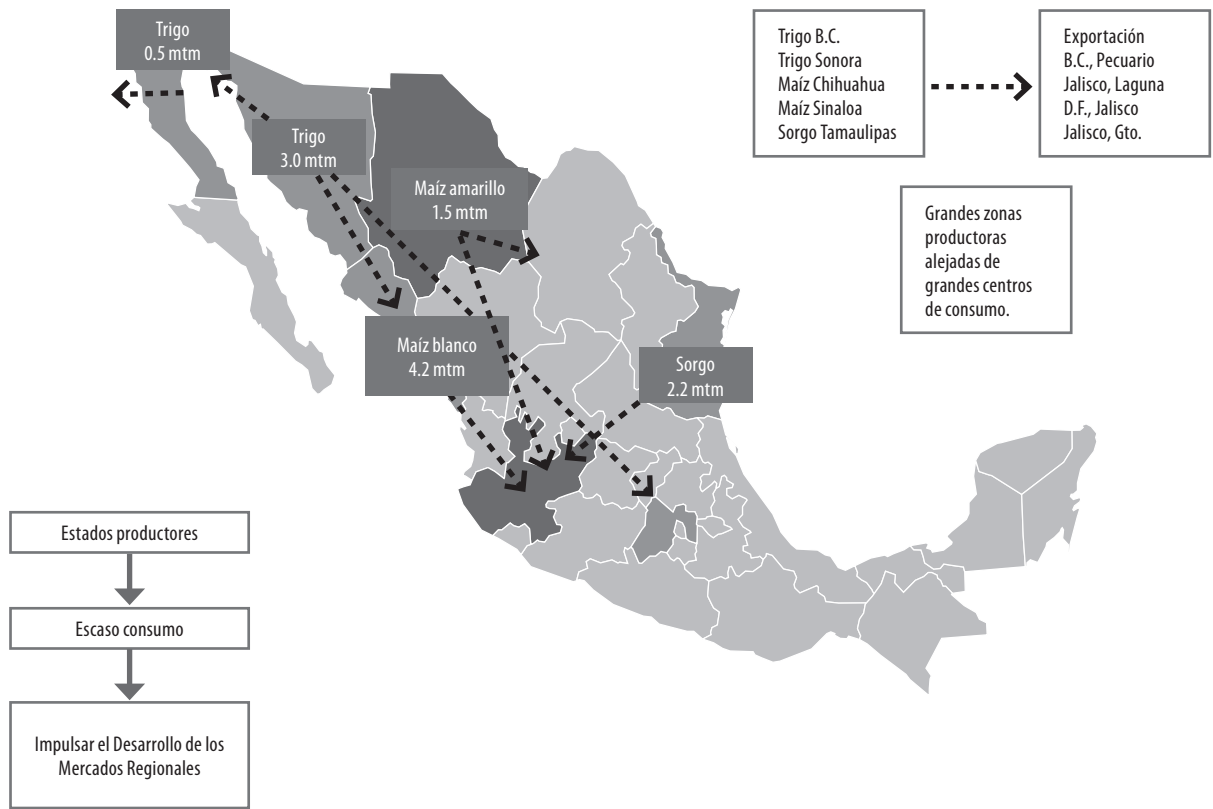 Trigo
0.5 mtm
Trigo
3.0 mtm
Maíz amarillo
1.5 mtm
Maíz blanco
4.2 mtm
Sorgo
2.2 mtm
Trigo B.C.
Trigo Sonora
Maíz Chihuahua
Maíz Sinaloa
Sorgo Tamaulipas
Exportación
B.C., Pecuario
Jalisco, Laguna
D.F., Jalisco
Jalisco, Gto.
Grandes zonas
productoras
alejadas de
grandes centros
de consumo.
Estados productores
Escaso consumo
Impulsar el Desarrollo de los
Mercados Regionales